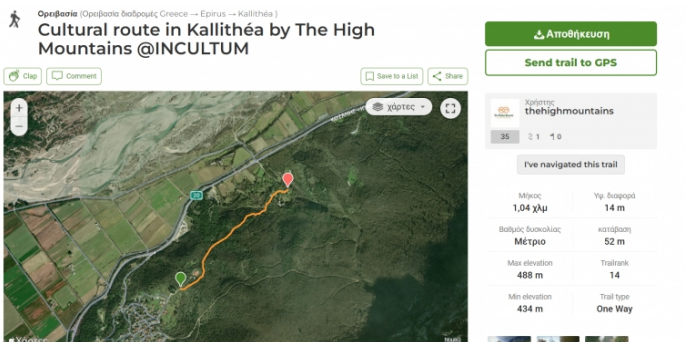 Ορειβασία (Ορειβασία διαδρομές Greece → Epirus → Kallithéa )
Cultural route in Kallithéa by The High
Mountains @INCULTUM
Clap
Comment
Save to a List
Share
Αποθήκευση
Send trail to GPS
χάρτες
20
Χρήστης
thehighmountains
35
1
0
I've navigated this trail
Μήκος
1,04 χλμ
Υψ. διαφορά
14 m
Βαθμός δυσκολίας
Μέτριο
κατάβαση
52 m
Max elevation
488 m
Trailrank
14
Min elevation
434 m
Trail type
One Way
Χάρτες